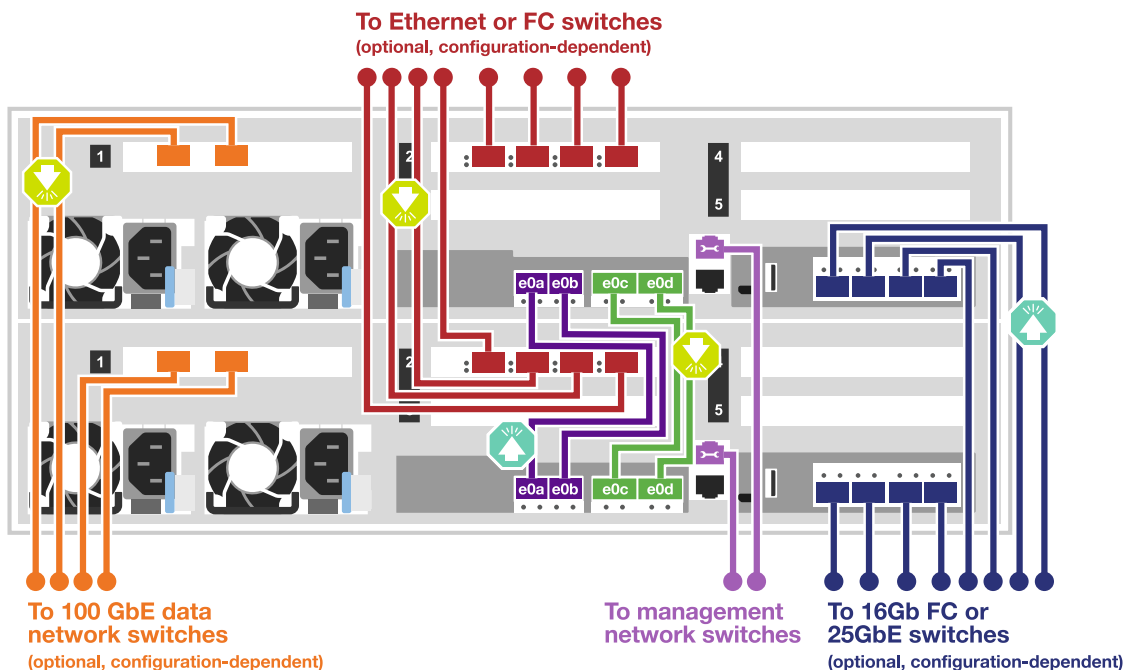 To Ethernet or FC switches
(optional, configuration-dependent)
1
2
4
5
e0a e0b e0c e0d
1
2
5
e0a e0b e0c e0d
To 100 GbE data
network switches
(optional, configuration-dependent)
To management
network switches
To 16Gb FC or
25GbE switches
(optional, configuration-dependent)